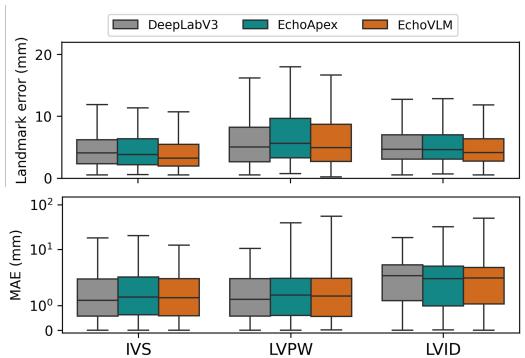 DeepLabV3 EchoApex EchoVLM
Landmark error (mm)
20
10
0
MAE (mm)
10²
10¹
10⁰
0
IVS LVPW LVID